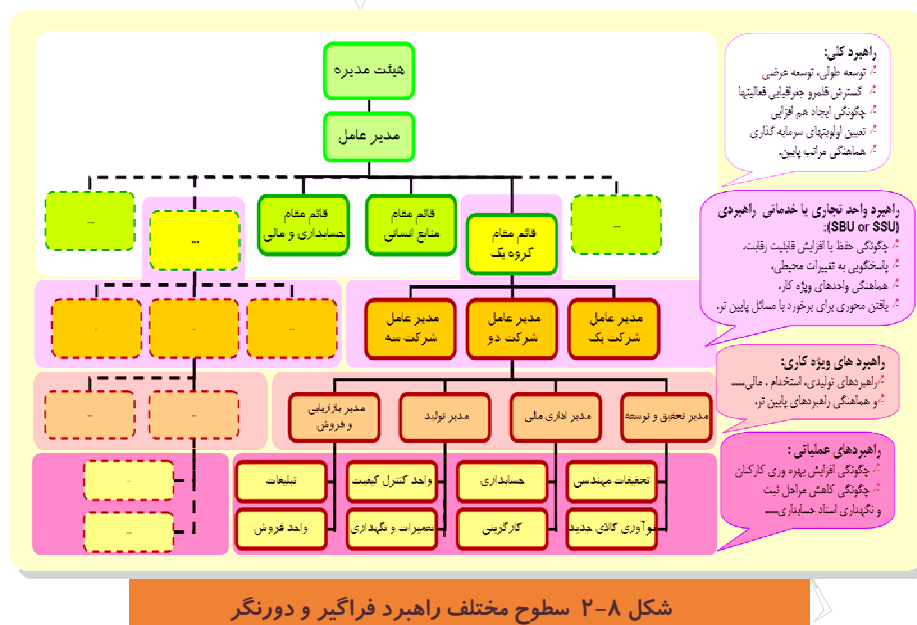 هیئت مدیره
مدیر عامل
...
...
قائم مقام
حسابداری و مالی
قائم مقام
منابع انسانی
قائم مقام
گروه یک
...
مدیر عامل
شرکت سه
مدیر عامل
شرکت دو
مدیر عامل
شرکت یک
مدیر بازاریابی
و فروش
مدیر تولید
مدیر اداری مالی
مدیر تحقیق و توسعه
تبلیغات
واحد کنترل کیفیت
حسابداری
تحقیقات مهندسی
واحد فروش
تعمیرات و نگهداری
کارگزینی
نوآوری کالای جدید
راهبرد کلی:
توسعه طولی، توسعه عرضی
گسترش قلمرو جغرافیایی فعالیتها
چگونگی ایجاد هم افزایی
تعیین اولویتهای سرمایه گذاری
هماهنگی مراتب پایین.
راهبرد واحد تجاری یا خدماتی راهبردی
(SBU or SSU):
چگونگی حفظ یا افزایش قابلیت رقابت،
پاسخگویی به تغییرات محیطی،
هماهنگی واحدهای ویژه کار،
یافتن محوری برای برخورد با مسائل پایین تر.
راهبرد های ویژه کاری:
راهبردهای تولیدی، استخدام ، مالی.....
و هماهنگی راهبردهای پایین تر.
راهبردهای عملیاتی :
چگونگی افزایش بهره وری کارکنان
چگونگی کاهش مراحل ثبت
و نگهداری اسناد حسابداری.....
شکل ۸-۲ سطوح مختلف راهبرد فراگیر و دورنگر